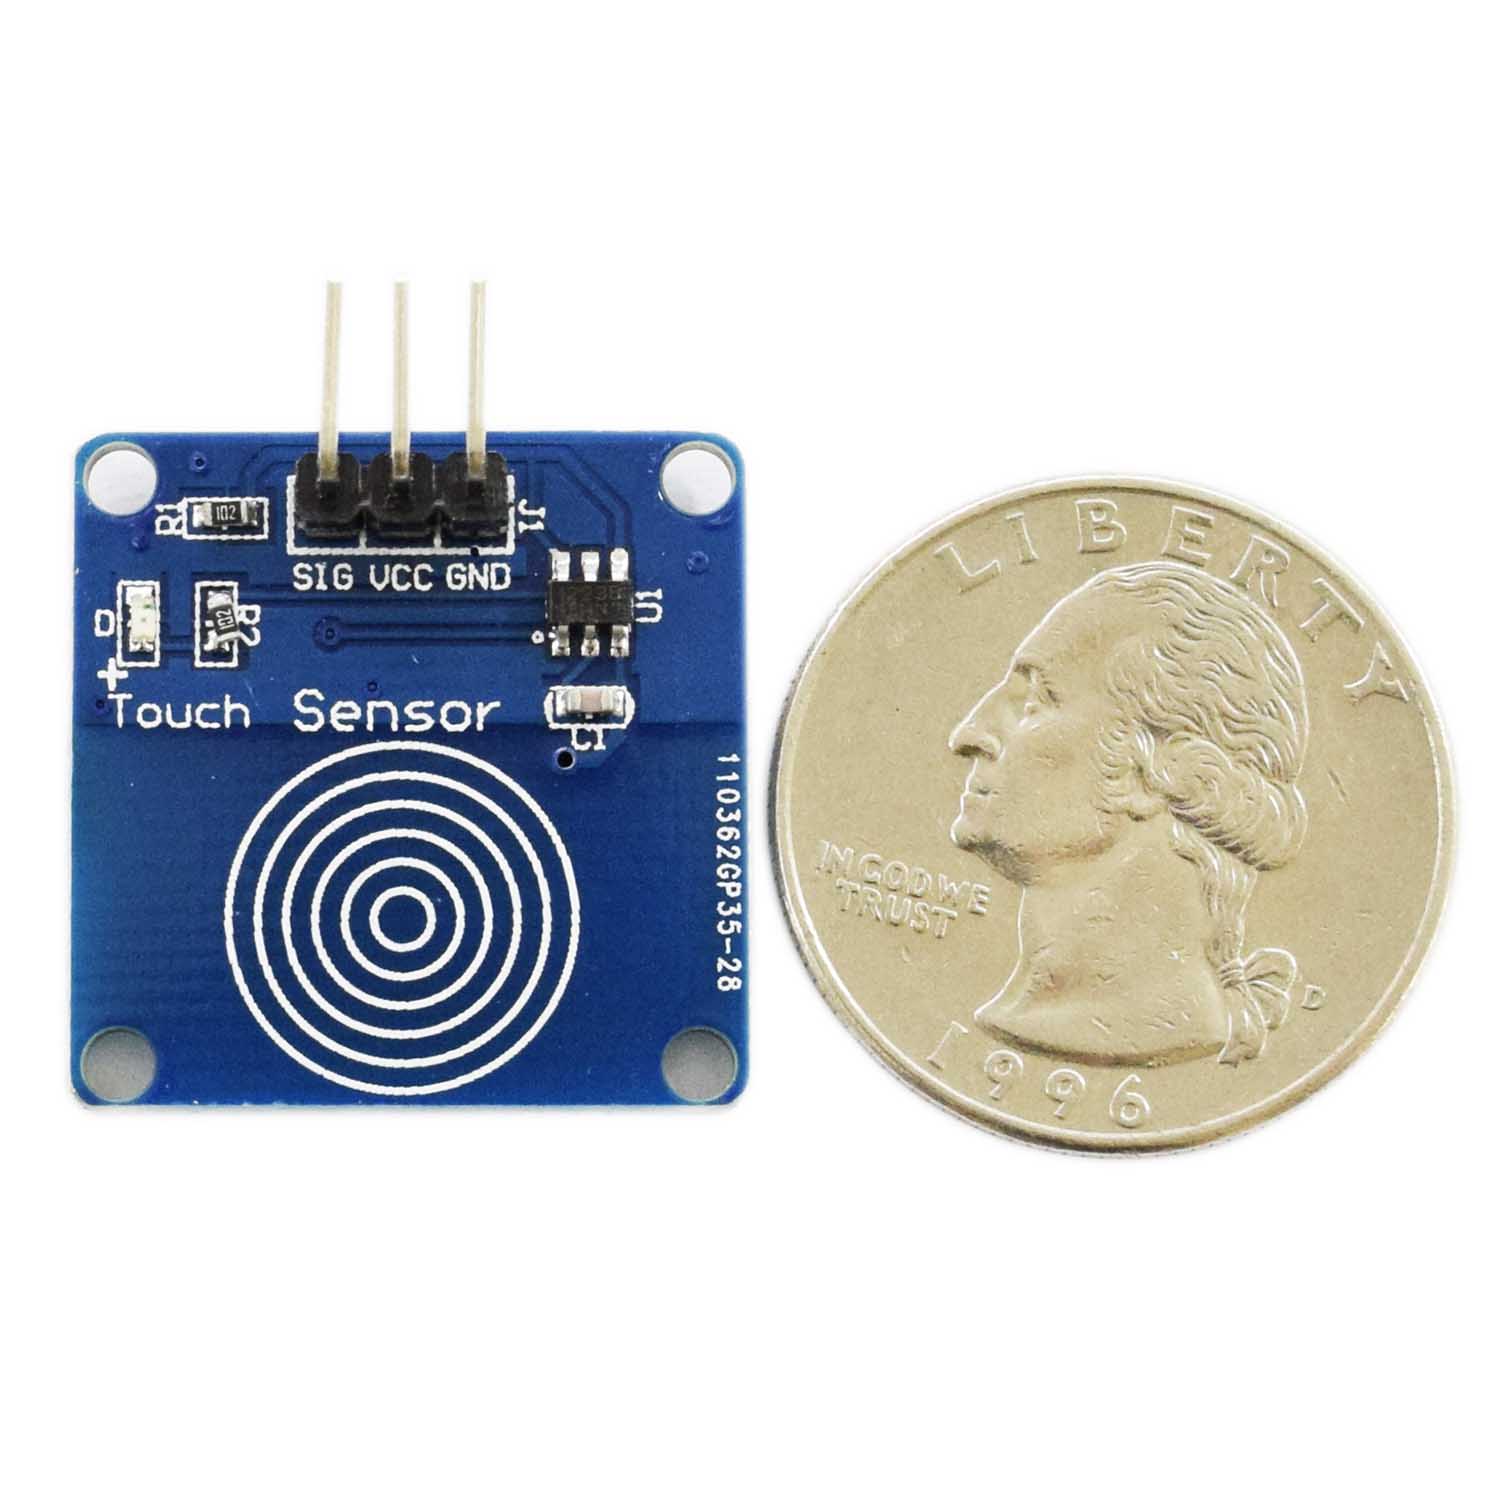 R1
102
J1
SIG VCC GND
D
102
R2
U1
+
Touch Sensor
C1
110362GP35-28
LIBERTY
IN GOD WE
TRUST
D
1996